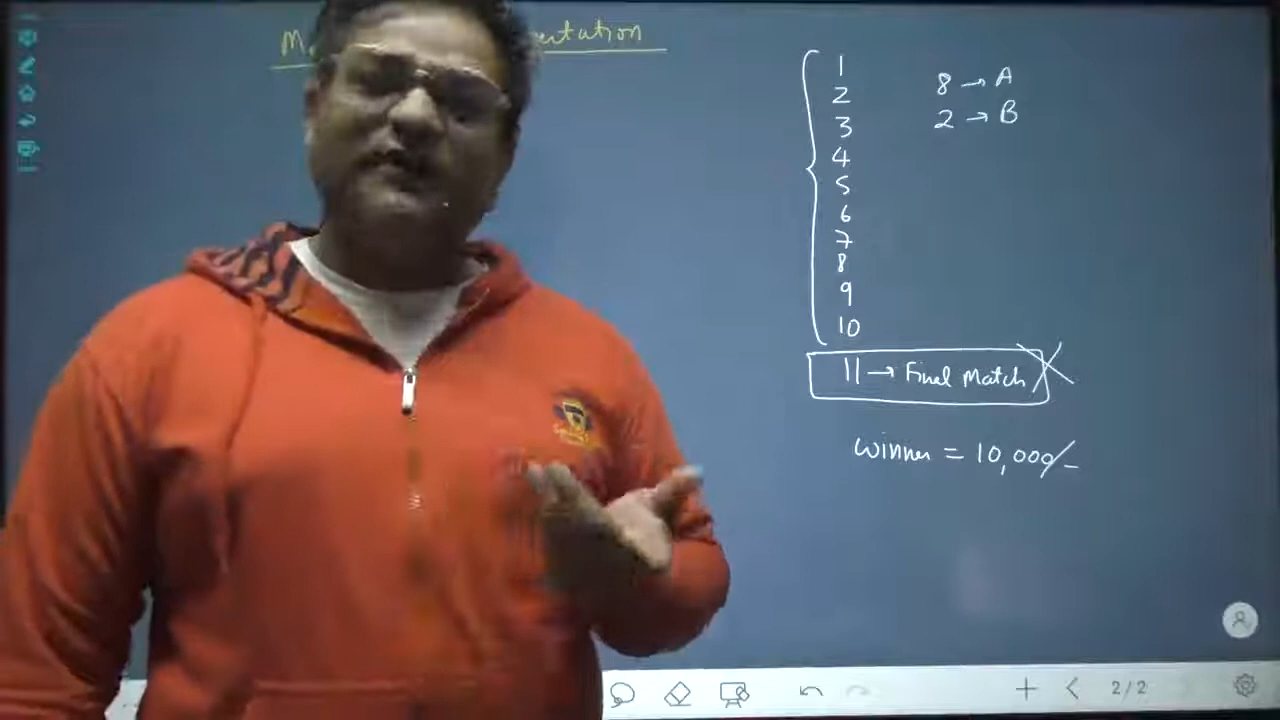 1
2
3
4
5
6
7
8
9
10
8 → A
2 → B
11 → Final Match
Winner = 10,000/-
2/2